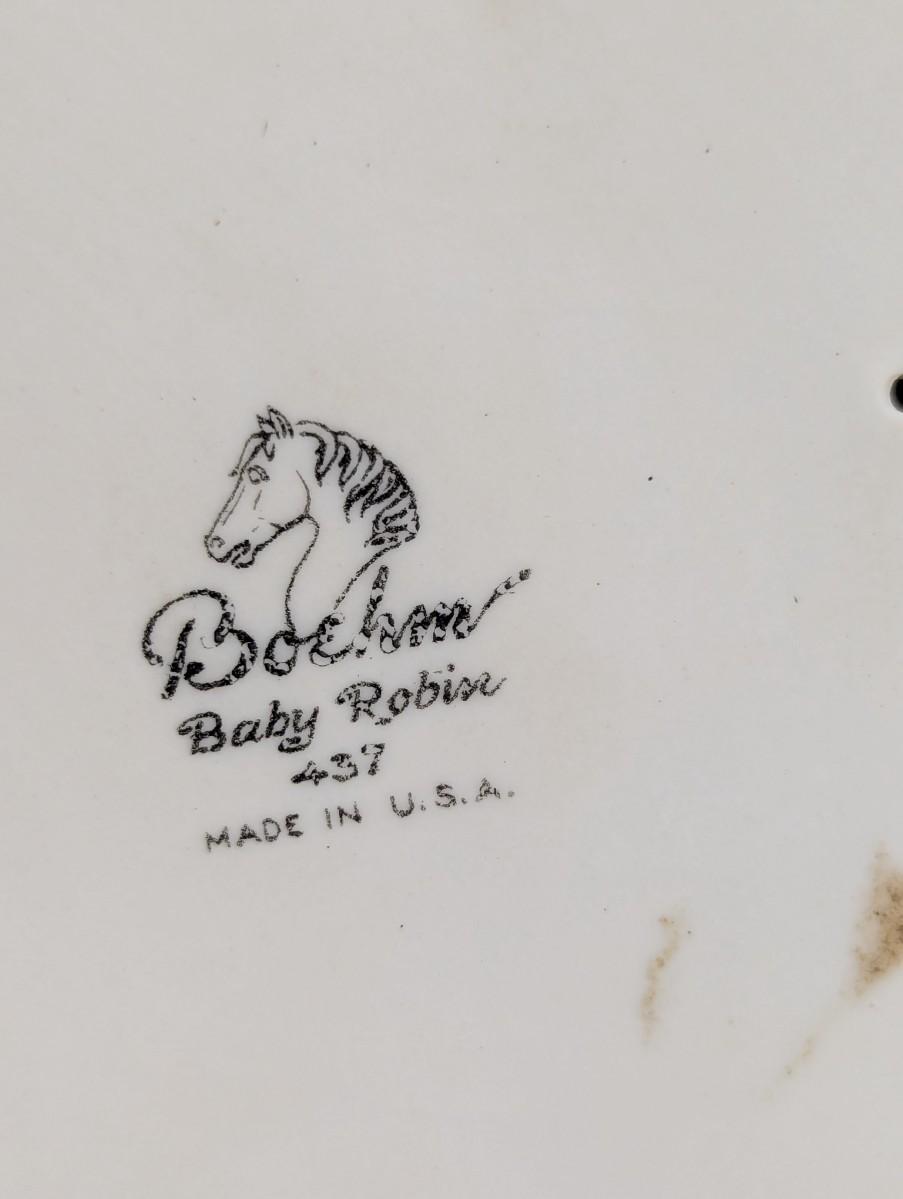 Boehm
Baby Robin
437
MADE IN U.S.A.